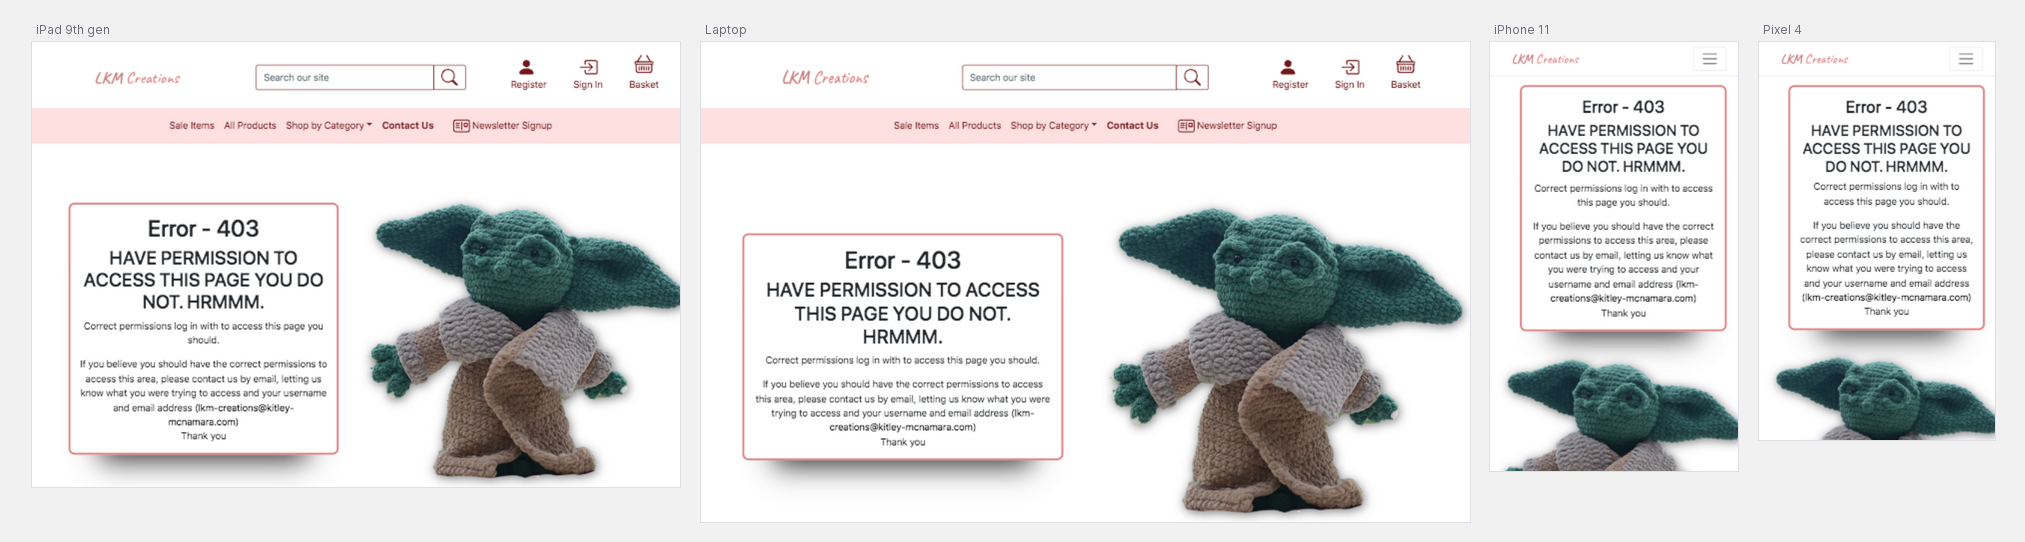 iPad 9th gen
LKM Creations
Search our site
Register
Sign In
Basket
Sale Items All Products Shop by Category Contact Us Newsletter Signup
Error - 403
HAVE PERMISSION TO
ACCESS THIS PAGE YOU DO
NOT. HRMMM.
Correct permissions log in with to access this page you
should.
If you believe you should have the correct permissions to
access this area, please contact us by email, letting us
know what you were trying to access and your username
and email address (lkm-creations@kitley-
mcnamara.com)
Thank you
Laptop
LKM Creations
Search our site
Register
Sign In
Basket
Sale Items All Products Shop by Category Contact Us Newsletter Signup
Error - 403
HAVE PERMISSION TO ACCESS
THIS PAGE YOU DO NOT.
HRMMM.
Correct permissions log in with to access this page you should.
If you believe you should have the correct permissions to access
this area, please contact us by email, letting us know what you were
trying to access and your username and email address (lkm-
creations@kitley-mcnamara.com)
Thank you
iPhone 11
LKM Creations
Error - 403
HAVE PERMISSION TO
ACCESS THIS PAGE YOU
DO NOT. HRMMM.
Correct permissions log in with to access
this page you should.
If you believe you should have the correct
permissions to access this area, please
contact us by email, letting us know what
you were trying to access and your
username and email address (lkm-
creations@kitley-mcnamara.com)
Thank you
Pixel 4
LKM Creations
Error - 403
HAVE PERMISSION TO
ACCESS THIS PAGE YOU
DO NOT. HRMMM.
Correct permissions log in with to
access this page you should.
If you believe you should have the
correct permissions to access this area,
please contact us by email, letting us
know what you were trying to access
and your username and email address
(lkm-creations@kitley-mcnamara.com)
Thank you